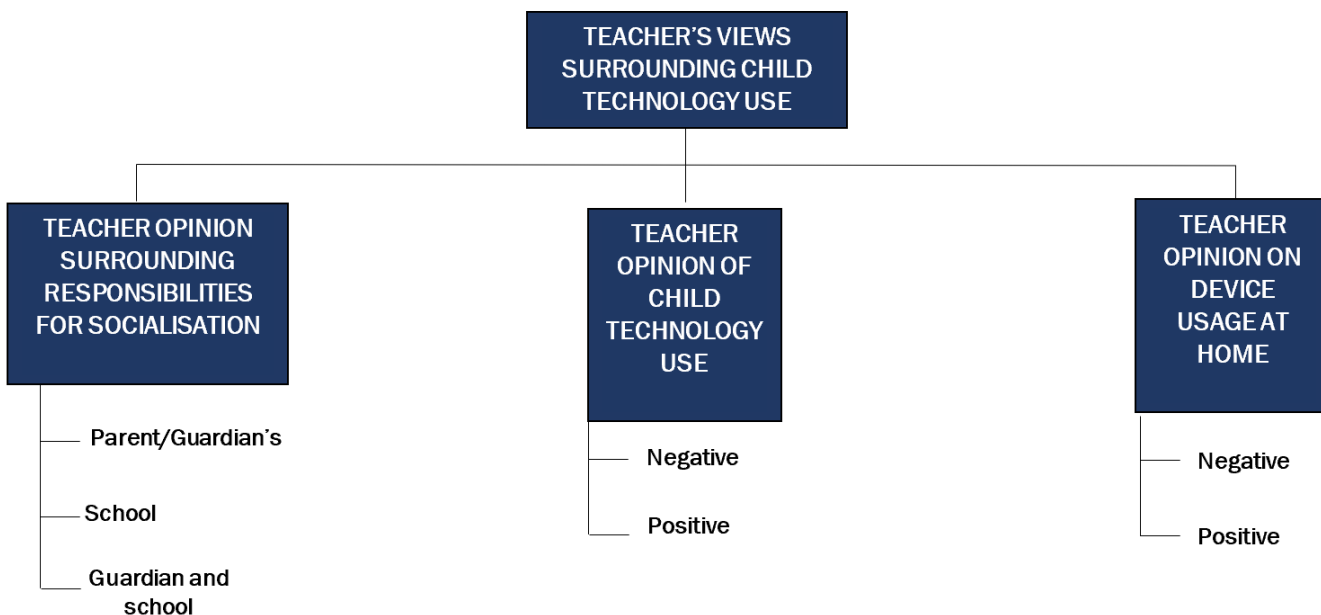 TEACHER'S VIEWS
SURROUNDING CHILD
TECHNOLOGY USE
TEACHER OPINION
SURROUNDING
RESPONSIBILITIES
FOR SOCIALISATION
Parent/Guardian's
School
Guardian and
school
TEACHER
OPINION OF
CHILD
TECHNOLOGY
USE
Negative
Positive
TEACHER
OPINION ON
DEVICE
USAGE AT
HOME
Negative
Positive